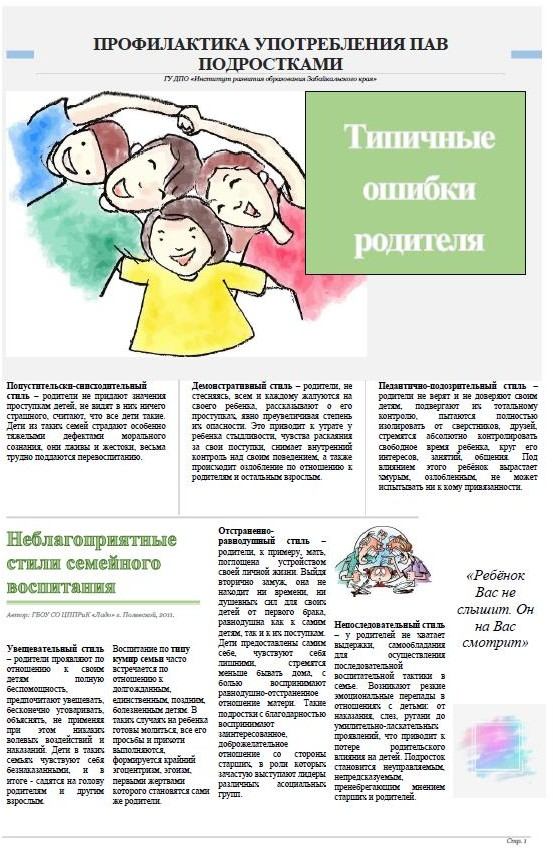 ПРОФИЛАКТИКА УПОТРЕБЛЕНИЯ ПАВ
ПОДРОСТКАМИ
ГУ ДПО «Институт развития образования Забайкальского края»
Типичные
ошибки
родителя
Попустительски-снисходительный
стиль – родители не придают значения
проступкам детей, не видят в них ничего
страшного, считают, что все дети такие.
Дети из таких семей страдают особенно
тяжелыми дефектами морального
сознания, они лживы и жестоки, весьма
трудно поддаются перевоспитанию.
Демонстративный стиль – родители, не
стесняясь, всем и каждому жалуются на
своего ребенка, рассказывают о его
проступках, явно преувеличивая степень
их опасности. Это приводит к утрате у
ребенка стыдливости, чувства раскаяния
за свои поступки, снимает внутренний
контроль над своим поведением, а также
происходит озлобление по отношению к
родителям и остальным взрослым.
Педантично-подозрительный стиль –
родители не верят и не доверяют своим
детям, подвергают их тотальному
контролю, пытаются полностью
изолировать от сверстников, друзей,
стремятся абсолютно контролировать
свободное время ребенка, круг его
интересов, занятий, общения. Под
влиянием этого ребёнок вырастает
хмурым, озлобленным, не может
испытывать ни к кому привязанности.
Неблагоприятные
стили семейного
воспитания
Автор: ГБОУ СО ЦППРиК «Ладо» г. Полевской, 2011.
Увещевательный стиль
– родители проявляют по
отношению к своим
детям полную
беспомощность,
предпочитают увещевать,
бесконечно уговаривать,
объяснять, не применяя
при этом никаких
волевых воздействий и
наказаний. Дети в таких
семьях чувствуют себя
безнаказанными, и в
итоге - садятся на голову
родителям и другим
взрослым.
Воспитание по типу
кумир семьи часто
встречается по
отношению к
долгожданным,
единственным, поздним,
болезненным детям. В
таких случаях на ребенка
готовы молиться, все его
просьбы и прихоти
выполняются,
формируется крайний
эгоцентризм, эгоизм,
первыми жертвами
которого становятся сами
же родители.
Отстраненно-
равнодушный стиль –
родители, к примеру, мать,
поглощена устройством
своей личной жизни. Выйдя
вторично замуж, она не
находит ни времени, ни
душевных сил для своих
детей от первого брака,
равнодушна как к самим
детям, так и к их поступкам.
Дети предоставлены самим
себе, чувствуют себя
лишними, стремятся
меньше бывать дома, с
болью воспринимают
равнодушно-отстраненное
отношение матери. Такие
подростки с благодарностью
воспринимают
заинтересованное,
доброжелательное
отношение со стороны
старших, в роли которых
зачастую выступают лидеры
различных асоциальных
групп.
Непоследовательный стиль
– у родителей не хватает
выдержки, самообладания
для осуществления
последовательной
воспитательной тактики в
семье. Возникают резкие
эмоциональные перепады в
отношениях с детьми: от
наказания, слез, ругани до
умилительно-ласкательных
проявлений, что приводит к
потере родительского
влияния на детей. Подросток
становится неуправляемым,
непредсказуемым,
пренебрегающим мнением
старших и родителей.
«Ребёнок
Вас не
слышит. Он
на Вас
смотрит»
Стр. 1